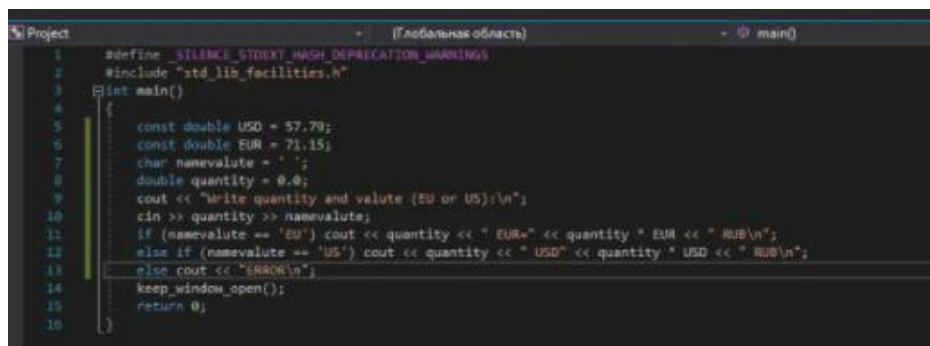 Project (Глобальная область) main()
1 #define _SILENCE_STDEXT_HASH_DEPRECATION_WARNINGS
2 #include "std_lib_facilities.h"
3 int main()
4 {
5 const double USD = 57.79;
6 const double EUR = 71.15;
7 char namevalute = ' ';
8 double quantity = 0.0;
9 cout << "Write quantity and valute (EU or US):\n";
10 cin >> quantity >> namevalute;
11 if (namevalute == 'EU') cout << quantity << " EUR=" << quantity * EUR << " RUB\n";
12 else if (namevalute == 'US') cout << quantity << " USD" << quantity * USD << " RUB\n";
13 else cout << "ERROR\n";
14 keep_window_open();
15 return 0;
16 }